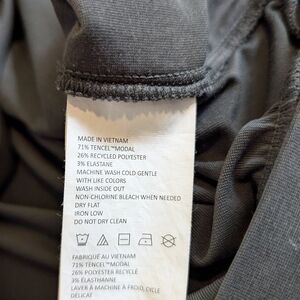 MADE IN VIETNAM
71% TENCEL™MODAL
26% RECYCLED POLYESTER
3% ELASTANE
MACHINE WASH COLD GENTLE
WITH LIKE COLORS
WASH INSIDE OUT
NON-CHLORINE BLEACH WHEN NEEDED
DRY FLAT
IRON LOW
DO NOT DRY CLEAN
FABRIQUÉ AU VIETNAM
71% TENCEL™MODAL
26% POLYESTER RECYCLÉ
3% ÉLASTHANNE
LAVER À MACHINE À FROID, CYCLE
DÉLICAT